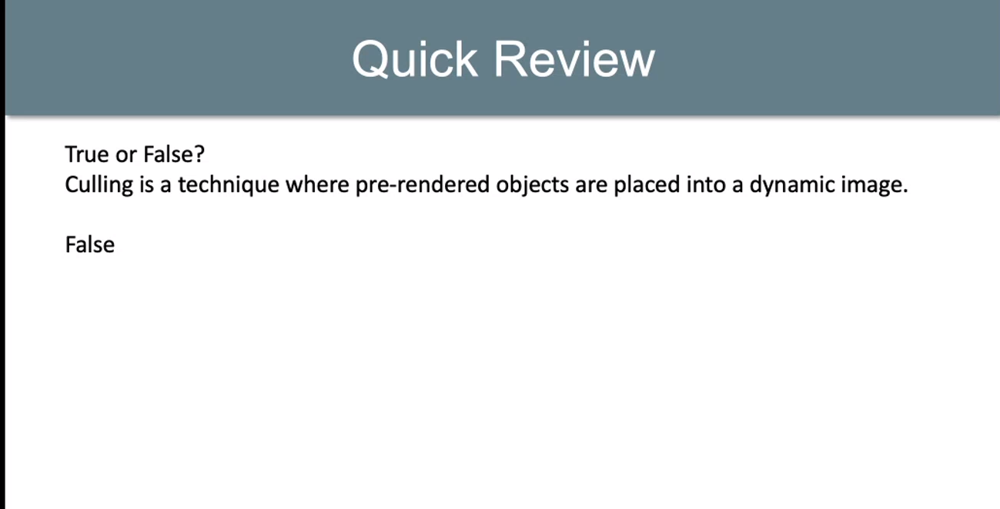 Quick Review
True or False?
Culling is a technique where pre-rendered objects are placed into a dynamic image.
False